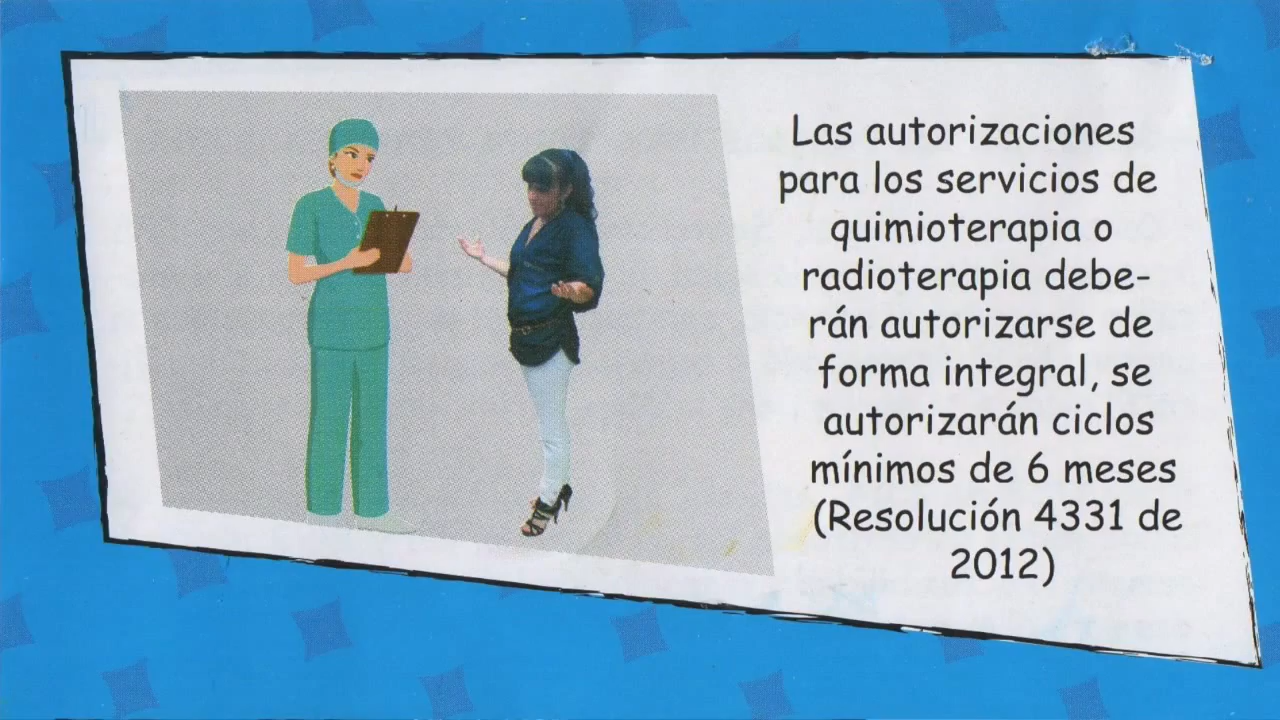 Las autorizaciones
para los servicios de
quimioterapia o
radioterapia debe-
rán autorizarse de
forma integral, se
autorizarán ciclos
mínimos de 6 meses
(Resolución 4331 de
2012)